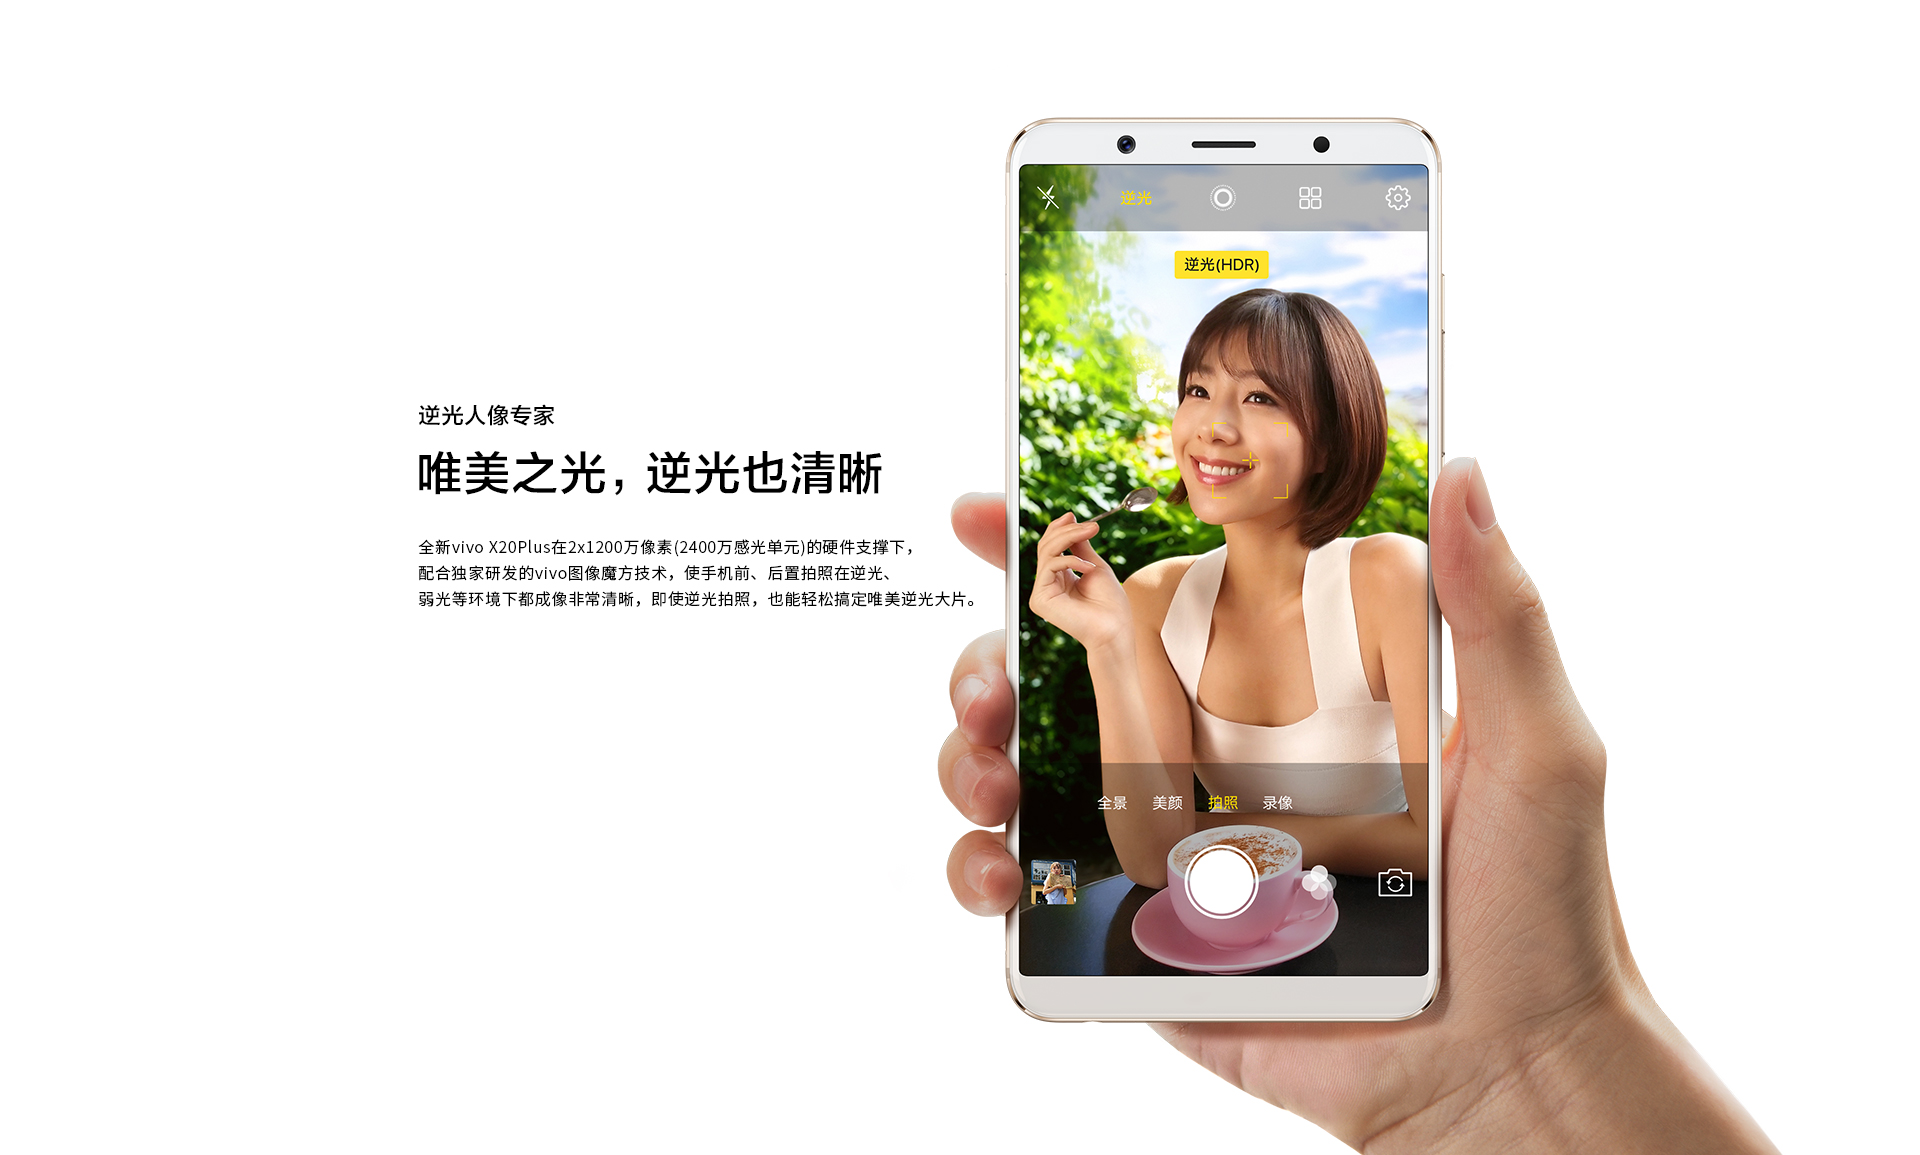 逆光人像专家
唯美之光，逆光也清晰
全新vivo X20Plus在2x1200万像素(2400万感光单元)的硬件支撑下，
配合独家研发的vivo图像魔方技术，使手机前、后置拍照在逆光、
弱光等环境下都成像非常清晰，即使逆光拍照，也能轻松搞定唯美逆光大片。
逆光
逆光(HDR)
全景 美颜 拍照 录像